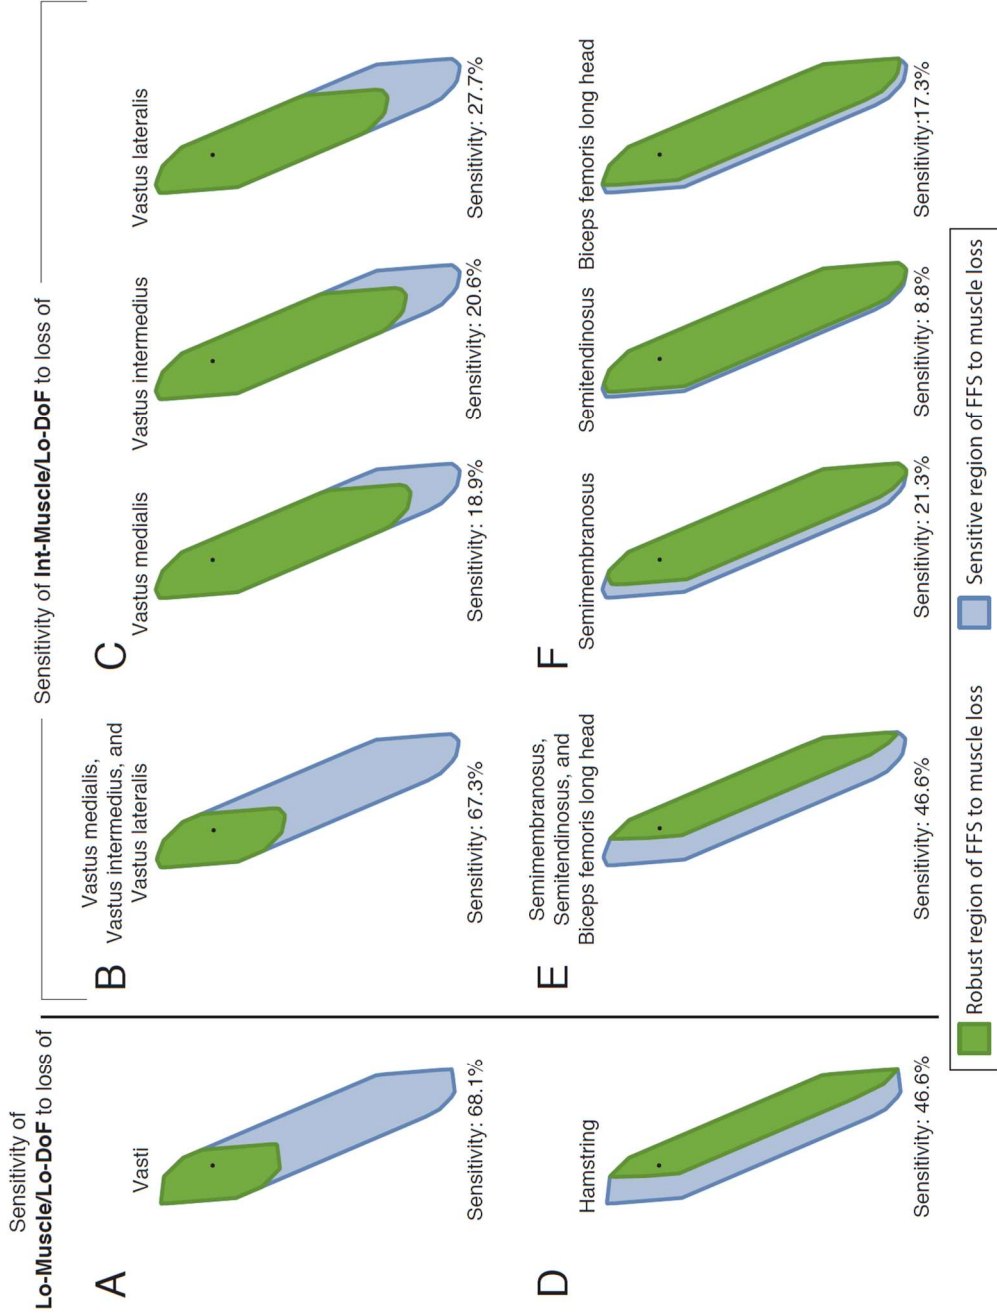 Sensitivity of
Lo-Muscle/Lo-DoF to loss of
Sensitivity of Int-Muscle/Lo-DoF to loss of
A
Vasti
Sensitivity: 68.1%
B
Vastus medialis,
Vastus intermedius, and
Vastus lateralis
Sensitivity: 67.3%
C
Vastus medialis
Sensitivity: 18.9%
Vastus intermedius
Sensitivity: 20.6%
Vastus lateralis
Sensitivity: 27.7%
D
Hamstring
Sensitivity: 46.6%
E
Semimembranosus,
Semitendinosus, and
Biceps femoris long head
Sensitivity: 46.6%
F
Semimembranosus
Sensitivity: 21.3%
Semitendinosus
Sensitivity: 8.8%
Biceps femoris long head
Sensitivity:17.3%
Robust region of FFS to muscle loss
Sensitive region of FFS to muscle loss